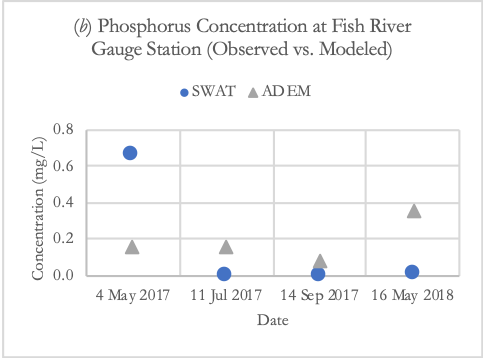 (b) Phosphorus Concentration at Fish River
Gauge Station (Observed vs. Modeled)
SWAT ADEM
Concentration (mg/L)
0.8
0.6
0.4
0.2
0.0
4 May 2017 11 Jul 2017 14 Sep 2017 16 May 2018
Date